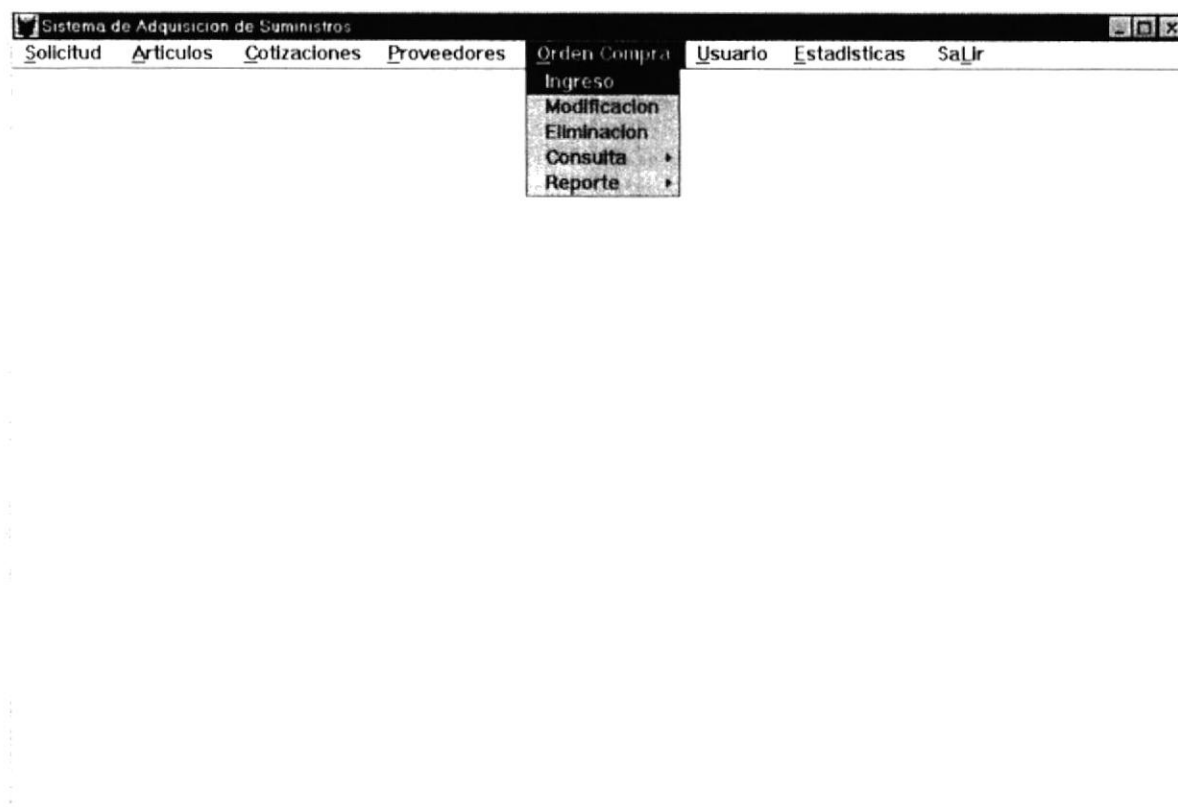 Sistema de Adquisicion de Suministros
Solicitud Articulos Cotizaciones Proveedores Orden Compra Usuario Estadisticas SaLir
Ingreso
Modificacion
Eliminacion
Consulta
Reporte